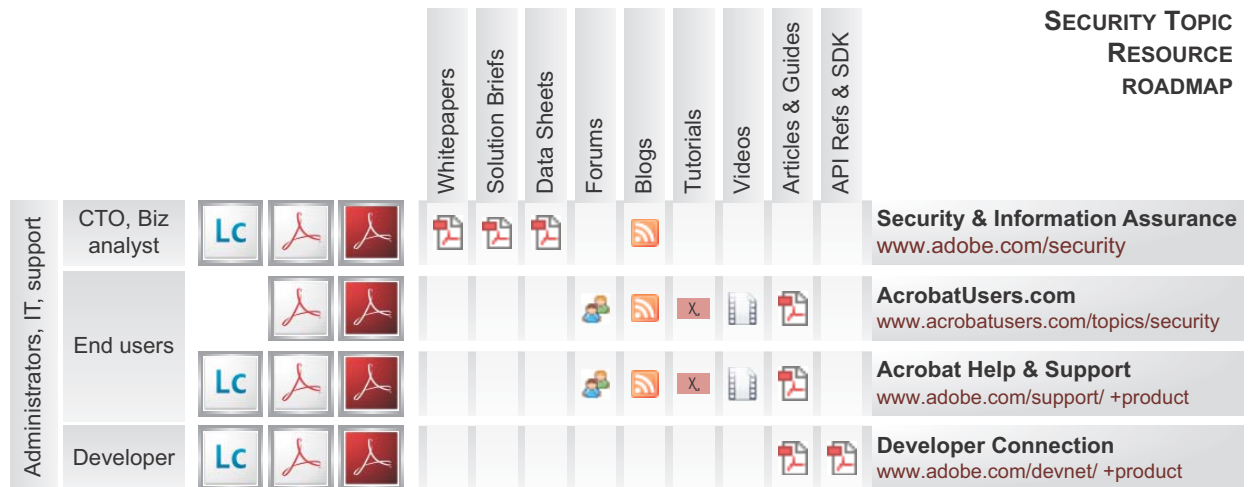 SECURITY TOPIC
RESOURCE
ROADMAP
Whitepapers
Solution Briefs
Data Sheets
Forums
Blogs
Tutorials
Videos
Articles & Guides
API Refs & SDK
Administrators, IT, support
CTO, Biz
analyst
Lc
Security & Information Assurance
www.adobe.com/security
End users
X
AcrobatUsers.com
www.acrobatusers.com/topics/security
Lc
X
Acrobat Help & Support
www.adobe.com/support/ +product
Developer
Lc
Developer Connection
www.adobe.com/devnet/ +product